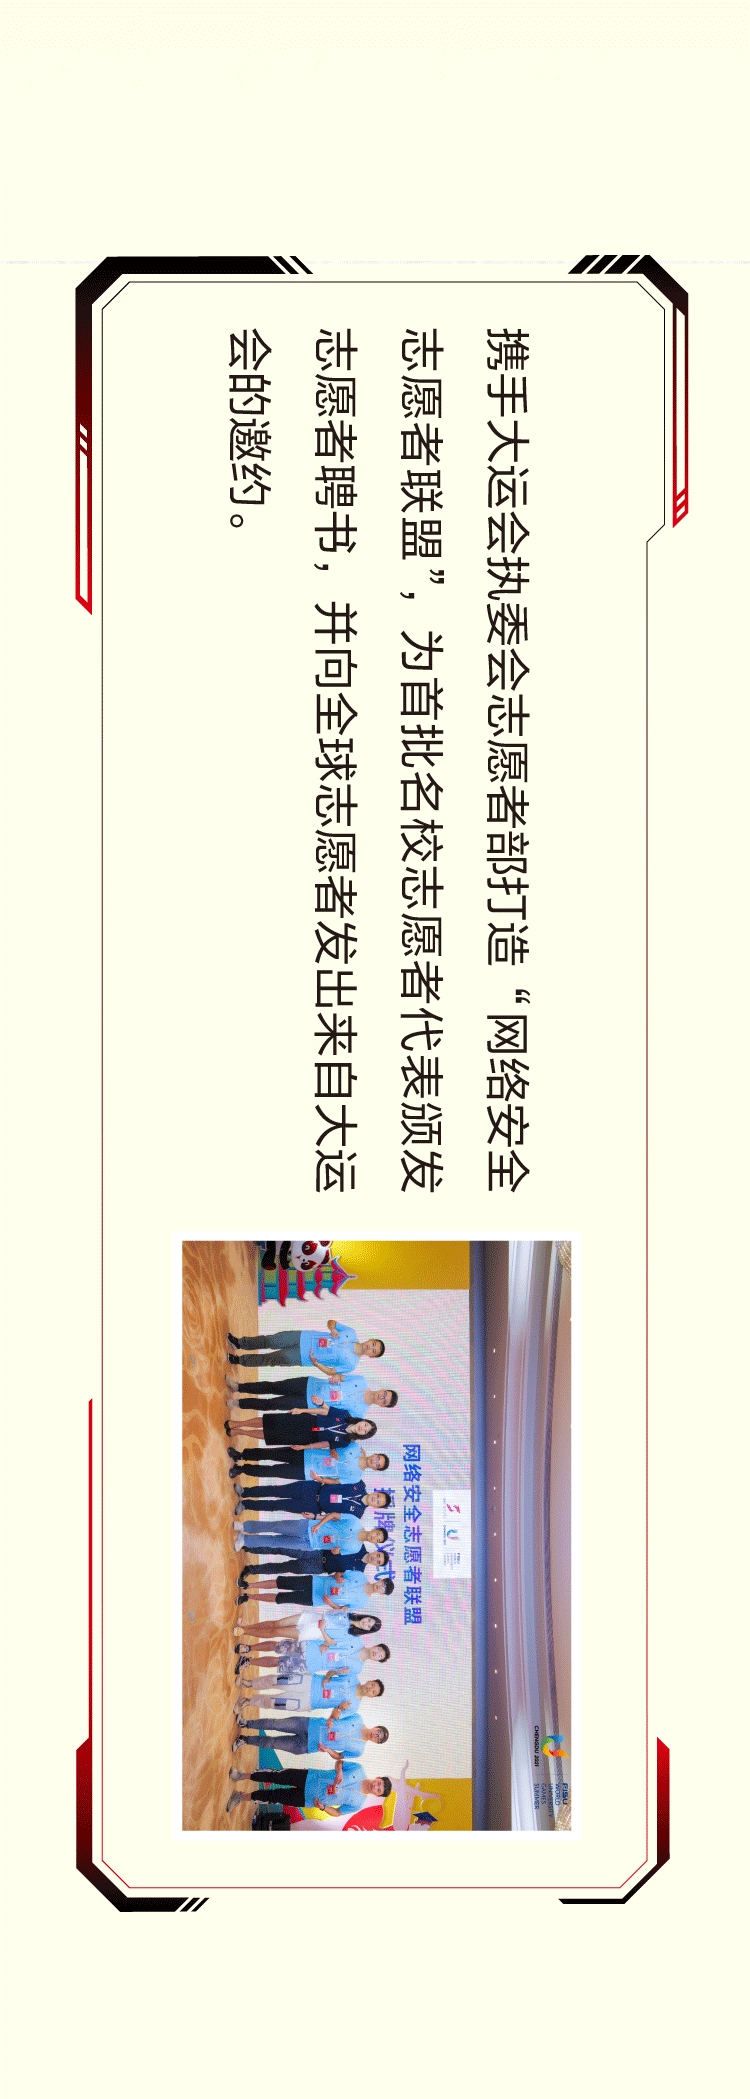 携手大运会执委会志愿者部打造“网络安全
志愿者联盟”，为首批名校志愿者代表颁发
志愿者聘书，并向全球志愿者发出来自大运
会的邀约。
网络安全志愿者联盟
授牌仪式
CHENGDU 2021
FISU
WORLD
UNIVERSITY
GAMES
SUMMER